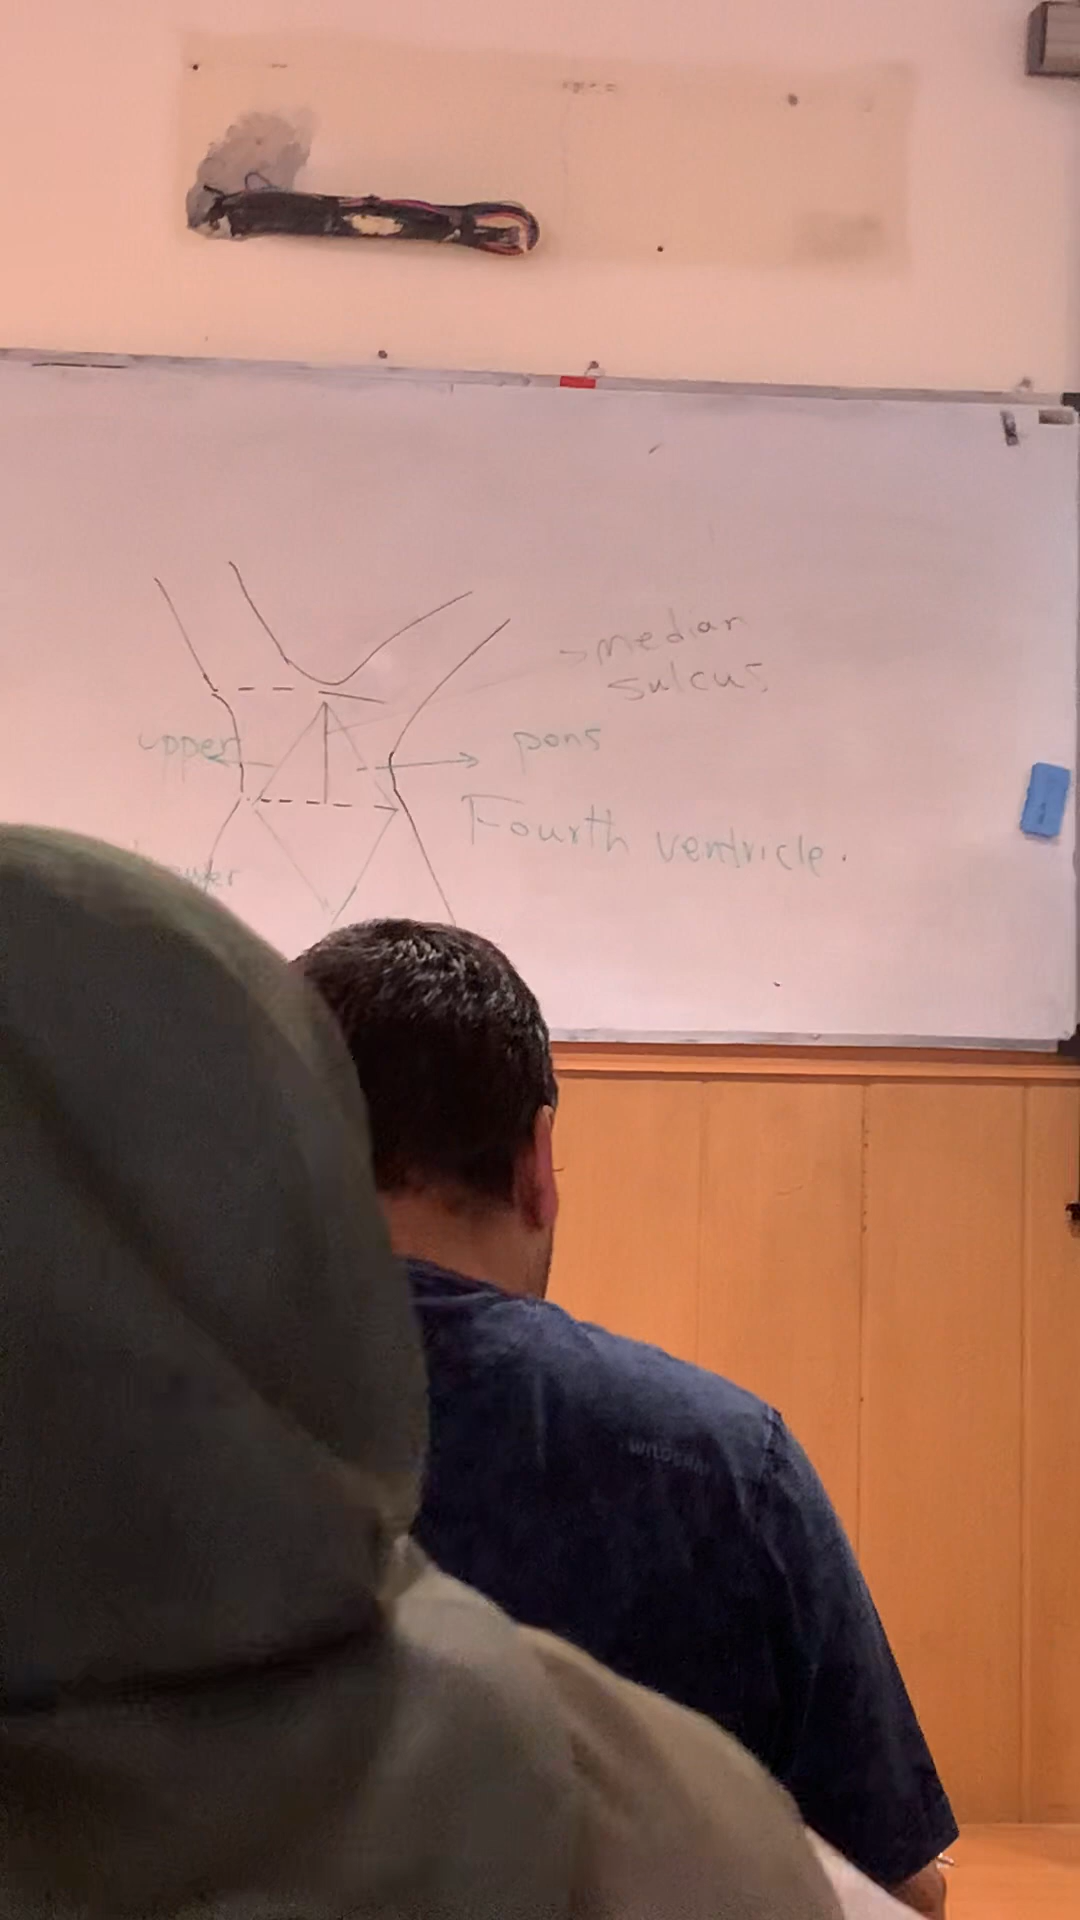 median
sulcus
upper
pons
Fourth ventricle.